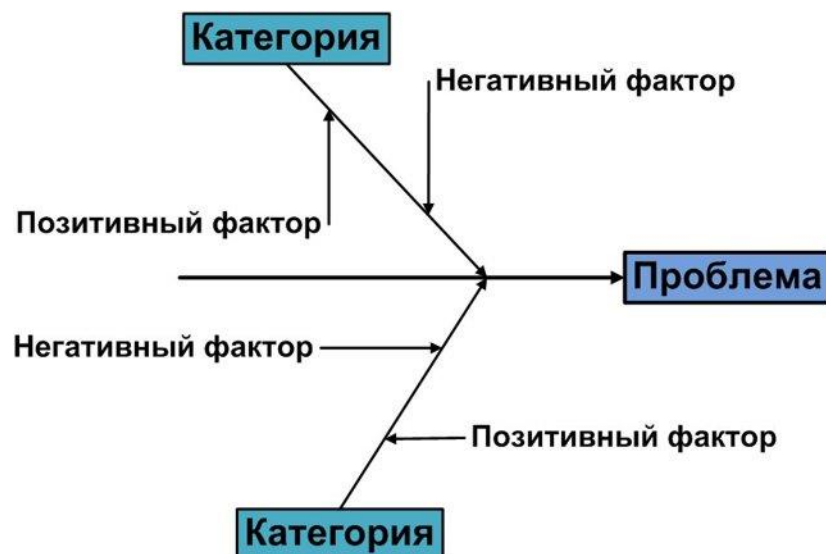 Категория
Негативный фактор
Позитивный фактор
Проблема
Негативный фактор
Позитивный фактор
Категория